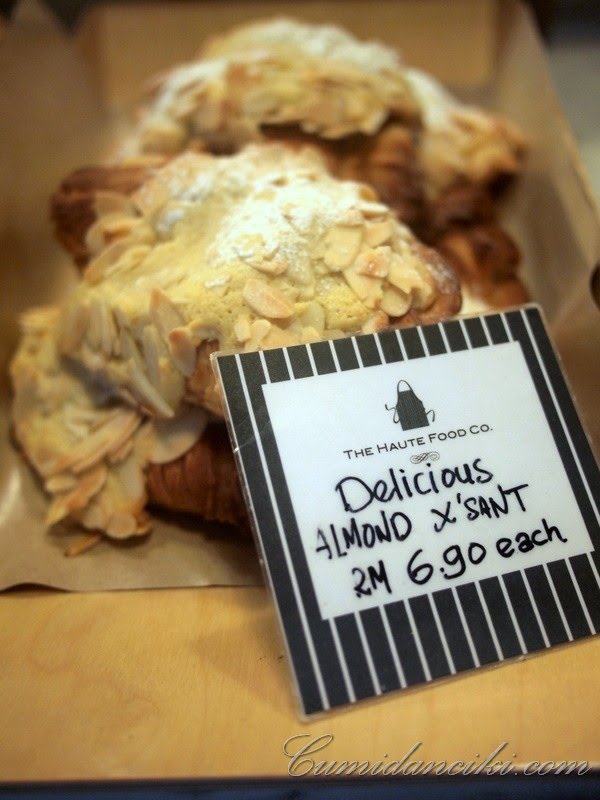 THE HAUTE FOOD CO.
Delicious
ALMOND X'SANT
RM 6.90 each
Cumidanciki.com